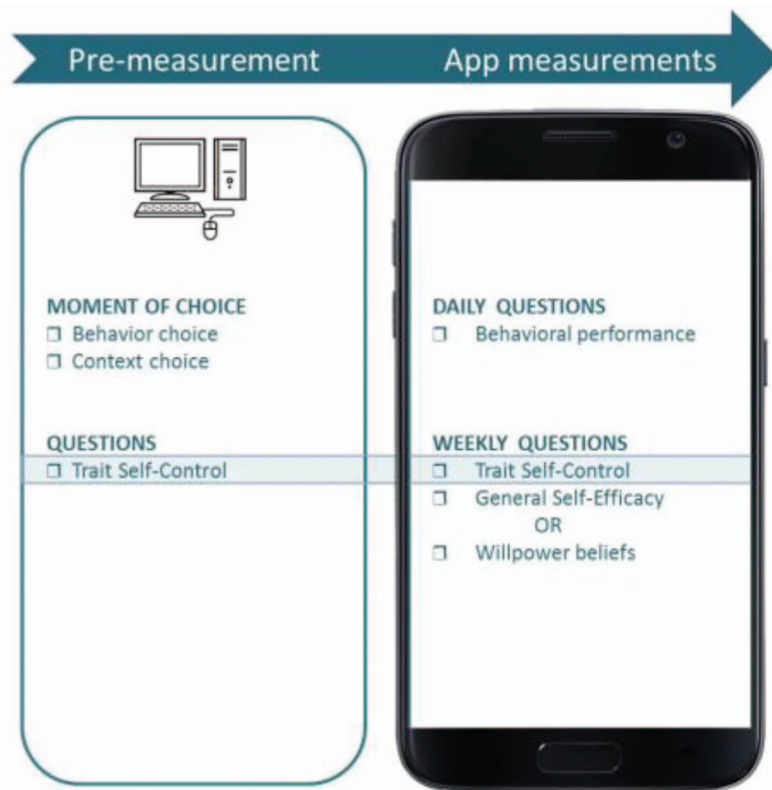 Pre-measurement
App measurements
MOMENT OF CHOICE
❒ Behavior choice
❒ Context choice
QUESTIONS
❒ Trait Self-Control
DAILY QUESTIONS
❒ Behavioral performance
WEEKLY QUESTIONS
❒ Trait Self-Control
❒ General Self-Efficacy
OR
❒ Willpower beliefs